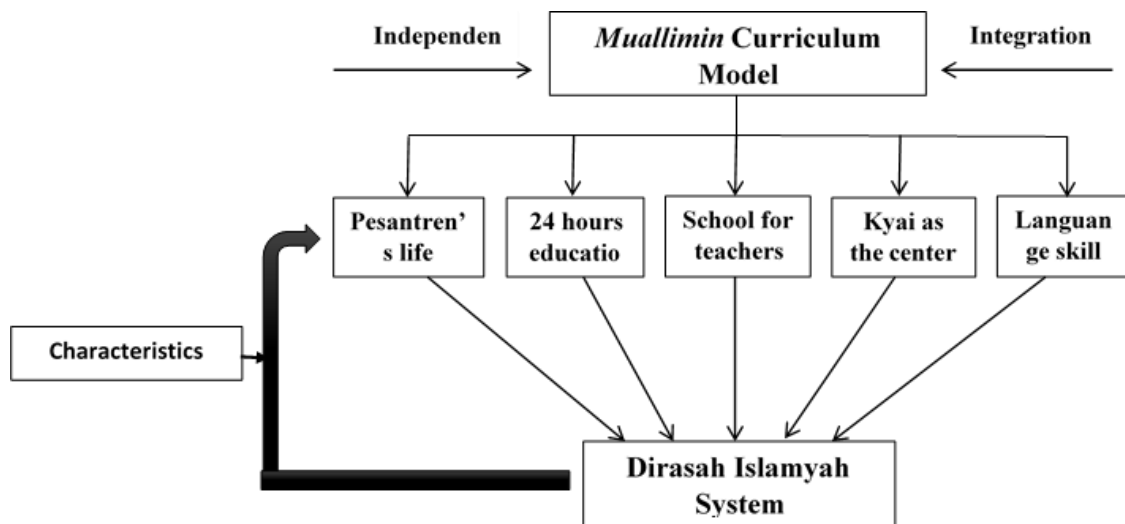 Independen
Muallimin Curriculum
Model
Integration
Pesantren’
s life
24 hours
educatio
School for
teachers
Kyai as
the center
Languan
ge skill
Characteristics
Dirasah Islamyah
System